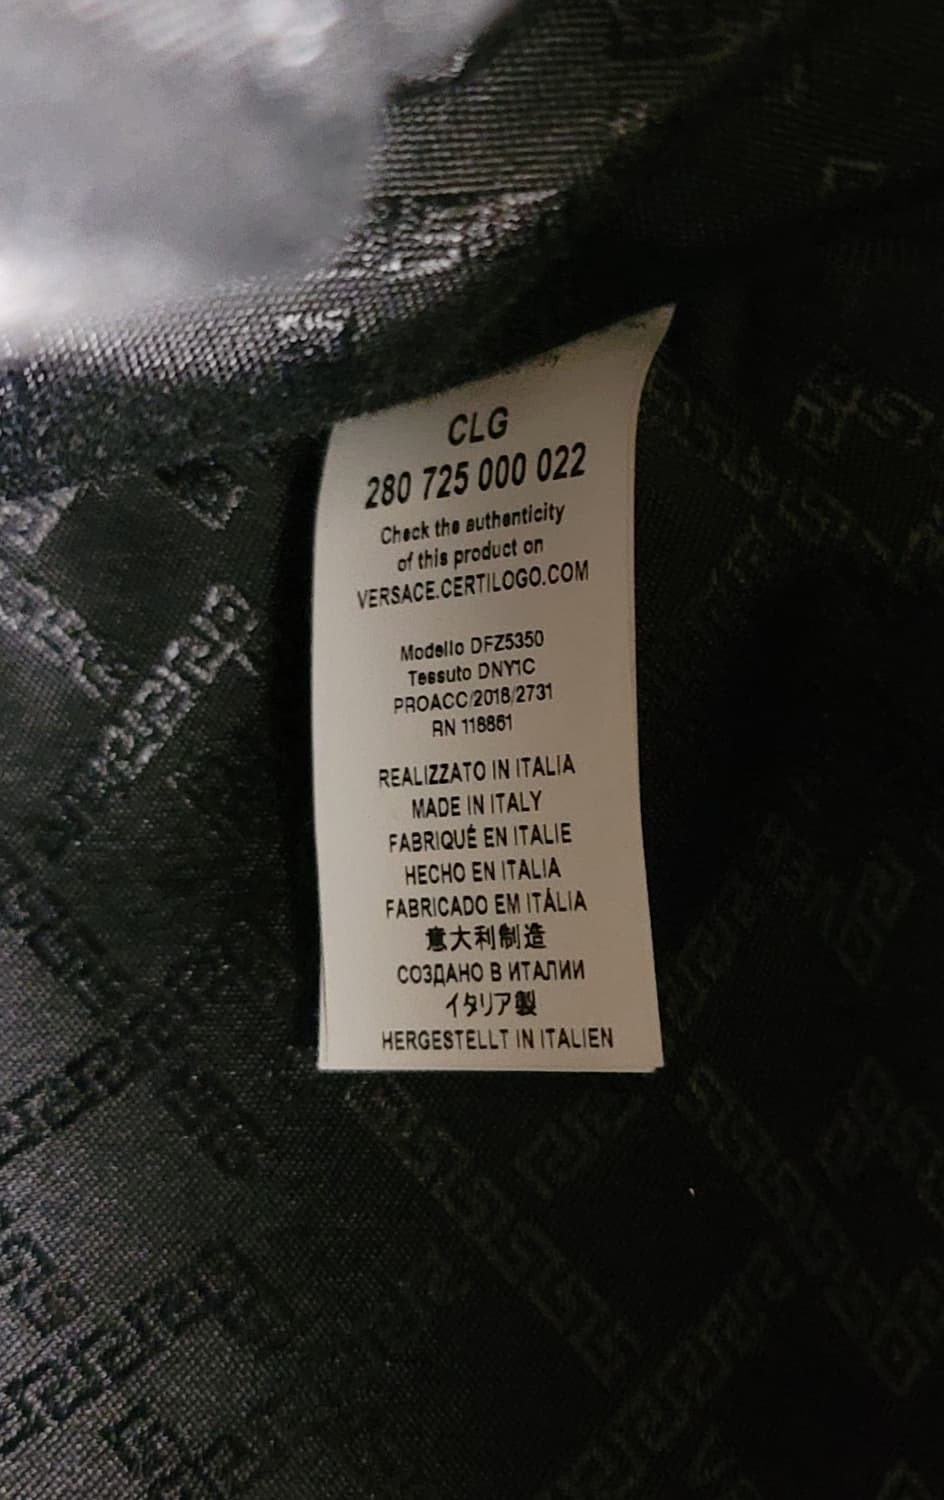 CLG
280 725 000 022
Check the authenticity
of this product on
VERSACE.CERTILOGO.COM
Modello DFZ5350
Tessuto DNY1C
PROACC/2018/2731
RN 118861
REALIZZATO IN ITALIA
MADE IN ITALY
FABRIQUÉ EN ITALIE
HECHO EN ITALIA
FABRICADO EM ITÁLIA
意大利制造
СОЗДАНО В ИТАЛИИ
イタリア製
HERGESTELLT IN ITALIEN